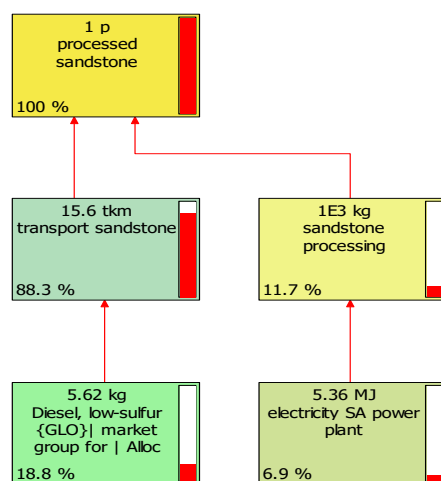 1 p
processed
sandstone
100 %
15.6 tkm
transport sandstone
88.3 %
1E3 kg
sandstone
processing
11.7 %
5.62 kg
Diesel, low-sulfur
{GLO}| market
group for | Alloc
18.8 %
5.36 MJ
electricity SA power
plant
6.9 %